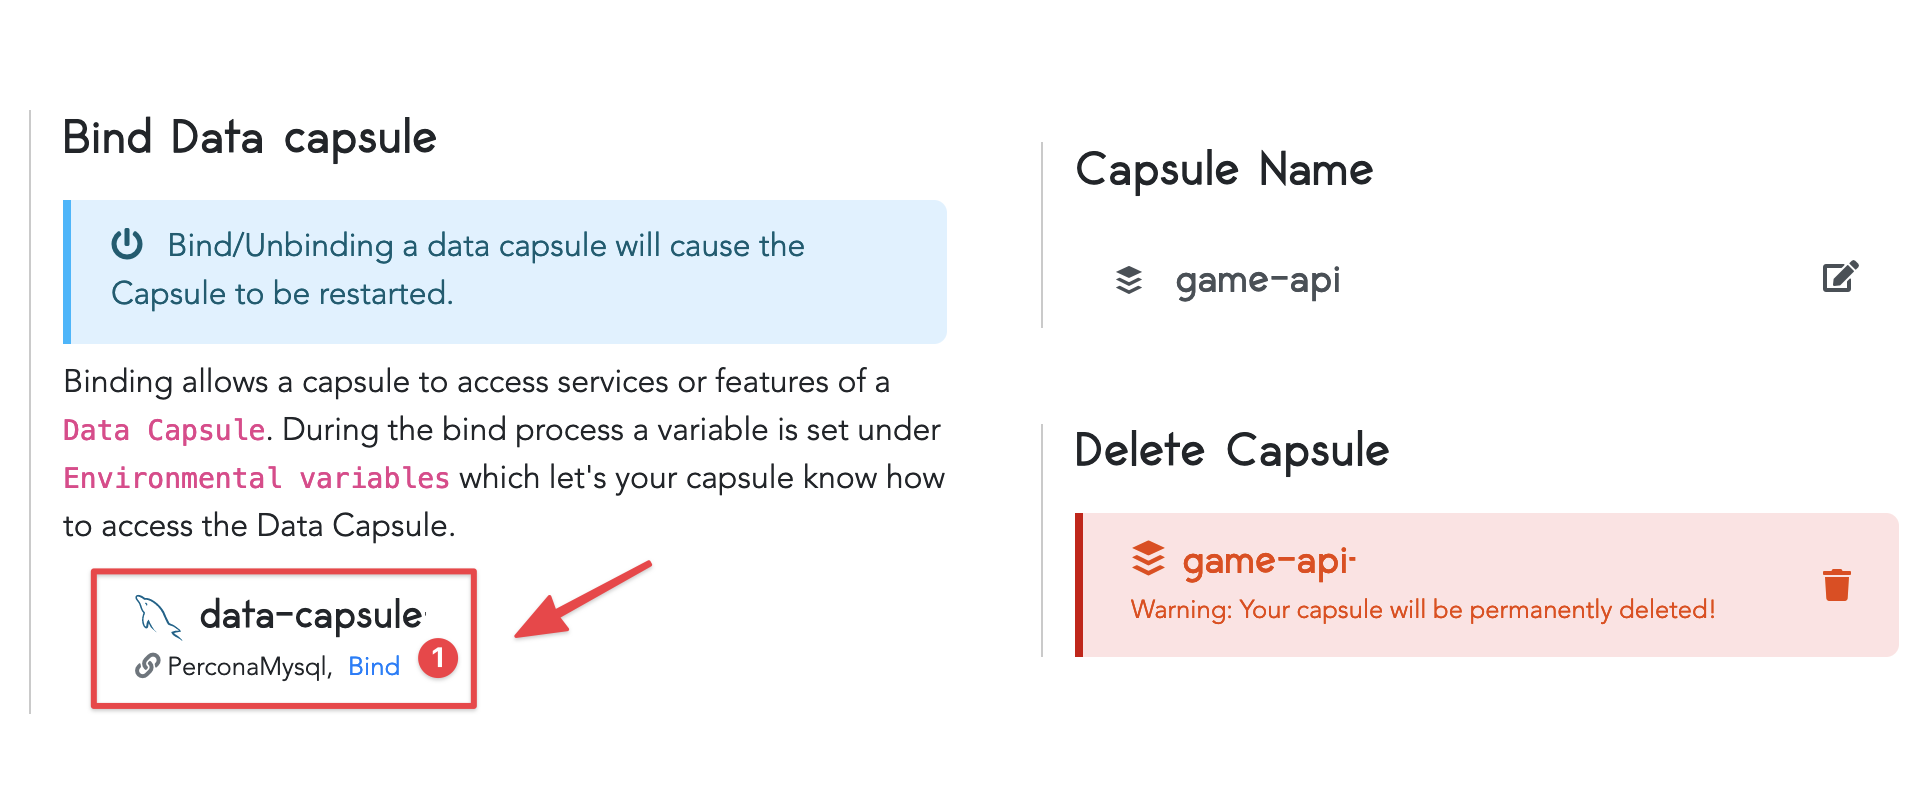 Bind Data capsule
Bind/Unbinding a data capsule will cause the
Capsule to be restarted.
Binding allows a capsule to access services or features of a
Data Capsule. During the bind process a variable is set under
Environmental variables which let's your capsule know how
to access the Data Capsule.
data-capsule
PerconaMysql, Bind
1
Capsule Name
game-api
Delete Capsule
game-api-
Warning: Your capsule will be permanently deleted!